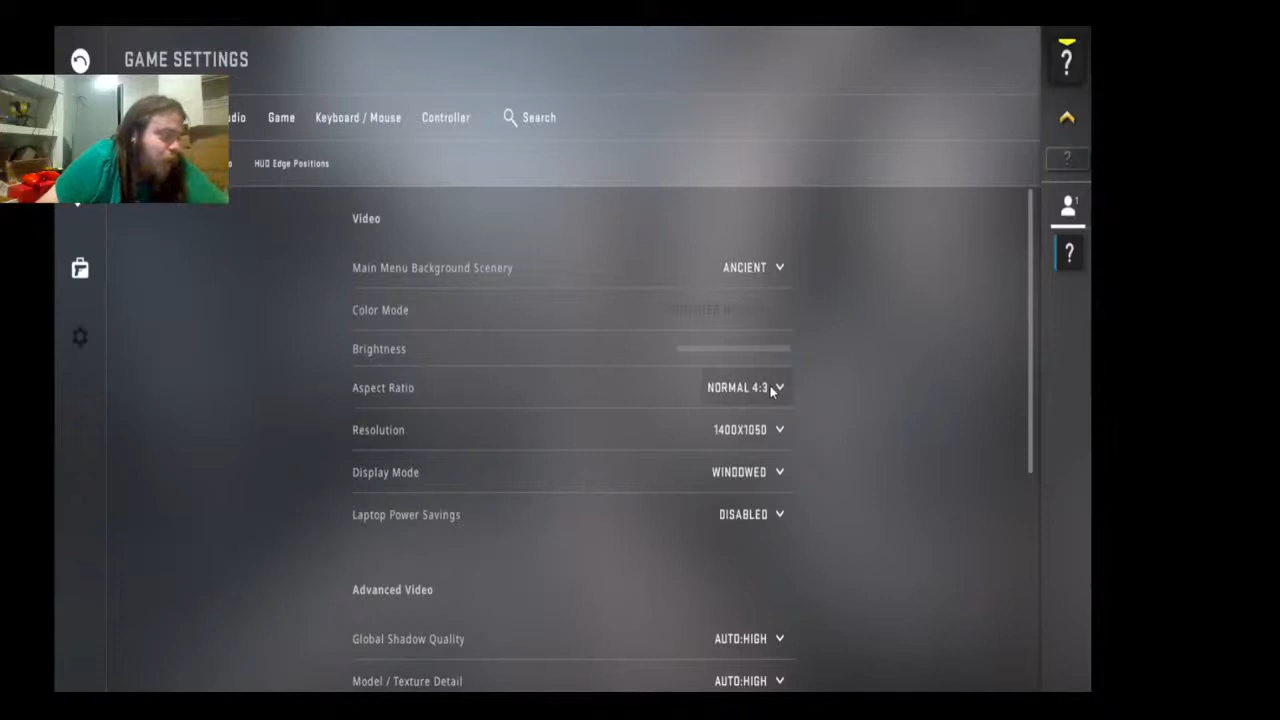 GAME SETTINGS
?
udio Game Keyboard / Mouse Controller Search
o HUD Edge Positions
?
1
?
Video
Main Menu Background Scenery ANCIENT
Color Mode
Brightness
Aspect Ratio NORMAL 4:3
Resolution 1400X1050
Display Mode WINDOWED
Laptop Power Savings DISABLED
Advanced Video
Global Shadow Quality AUTO:HIGH
Model / Texture Detail AUTO:HIGH